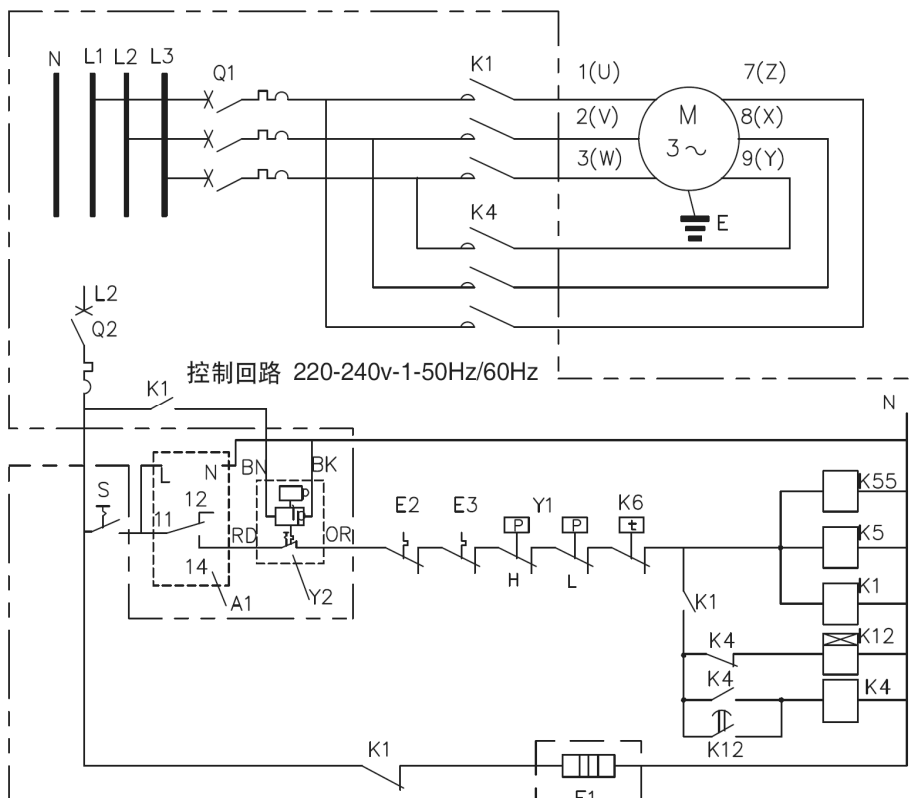 N L1 L2 L3
Q1
K1
1(U)
7(Z)
2(V)
M
8(X)
3(W)
3～
9(Y)
K4
E
L2
Q2
控制回路 220-240v-1-50Hz/60Hz
K1
N
L
N
BN
BK
S
12
11
RD
OR
14
A1
Y2
E2
E3
P
Y1
P
K6
t
H
L
K55
K5
K1
K1
K12
K4
K4
K4
K12
K1
E1